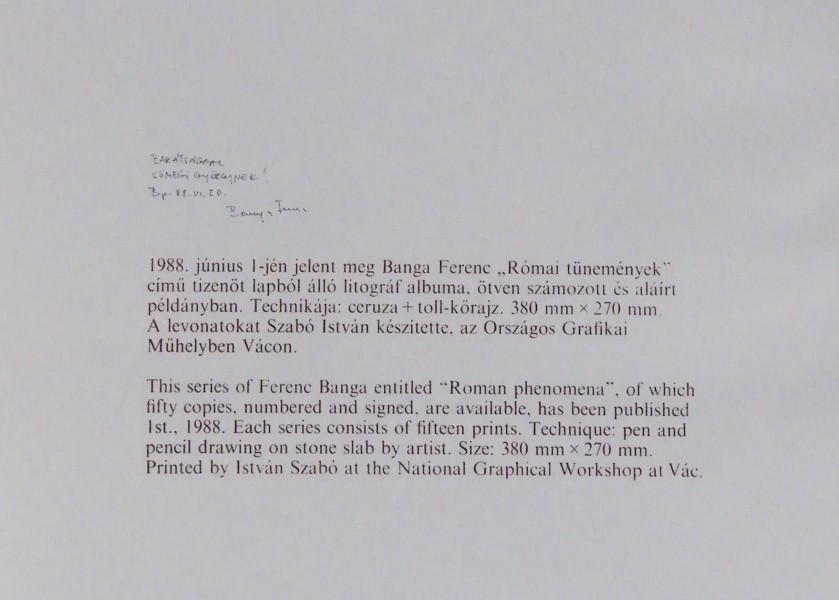 BARÁTSÁGGAL
SÜMEGI GYÖRGYNEK!
Bp. 88. VI. 20.
Banga Ferenc
1988. június 1-jén jelent meg Banga Ferenc „Római tünemények”
című tizenöt lapból álló litográf albuma, ötven számozott és aláírt
példányban. Technikája: ceruza + toll-kőrajz. 380 mm × 270 mm.
A levonatokat Szabó István készítette, az Országos Grafikai
Műhelyben Vácon.
This series of Ferenc Banga entitled “Roman phenomena”, of which
fifty copies, numbered and signed, are available, has been published
1st., 1988. Each series consists of fifteen prints. Technique: pen and
pencil drawing on stone slab by artist. Size: 380 mm × 270 mm.
Printed by István Szabó at the National Graphical Workshop at Vác.